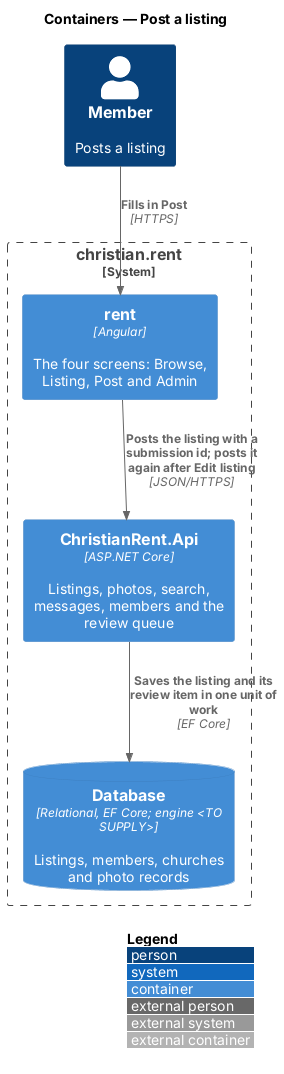 Containers — Post a listing
Member
Posts a listing
Fills in Post
[HTTPS]
christian.rent
[System]
rent
[Angular]
The four screens: Browse,
Listing, Post and Admin
Posts the listing with a
submission id; posts it
again after Edit listing
[JSON/HTTPS]
ChristianRent.Api
[ASP.NET Core]
Listings, photos, search,
messages, members and the
review queue
Saves the listing and its
review item in one unit of
work
[EF Core]
Database
[Relational, EF Core; engine <TO
SUPPLY>]
Listings, members, churches
and photo records
Legend
person
system
container
external person
external system
external container